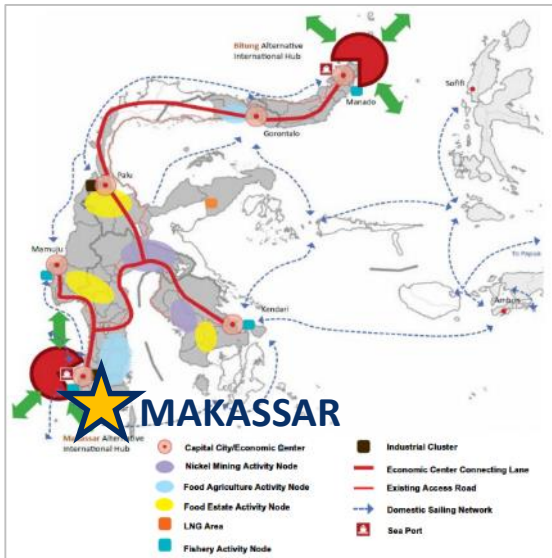 Bitung Alternative
International Hub
Manado
Sofifi
Gorontalo
Palu
Mamuju
To Papua
Kendari
Ambon
MAKASSAR
Makassar Alternative
International Hub
Capital City/Economic Center
Nickel Mining Activity Node
Food Agriculture Activity Node
Food Estate Activity Node
LNG Area
Fishery Activity Node
Industrial Cluster
Economic Center Connecting Lane
Existing Access Road
Domestic Sailing Network
Sea Port